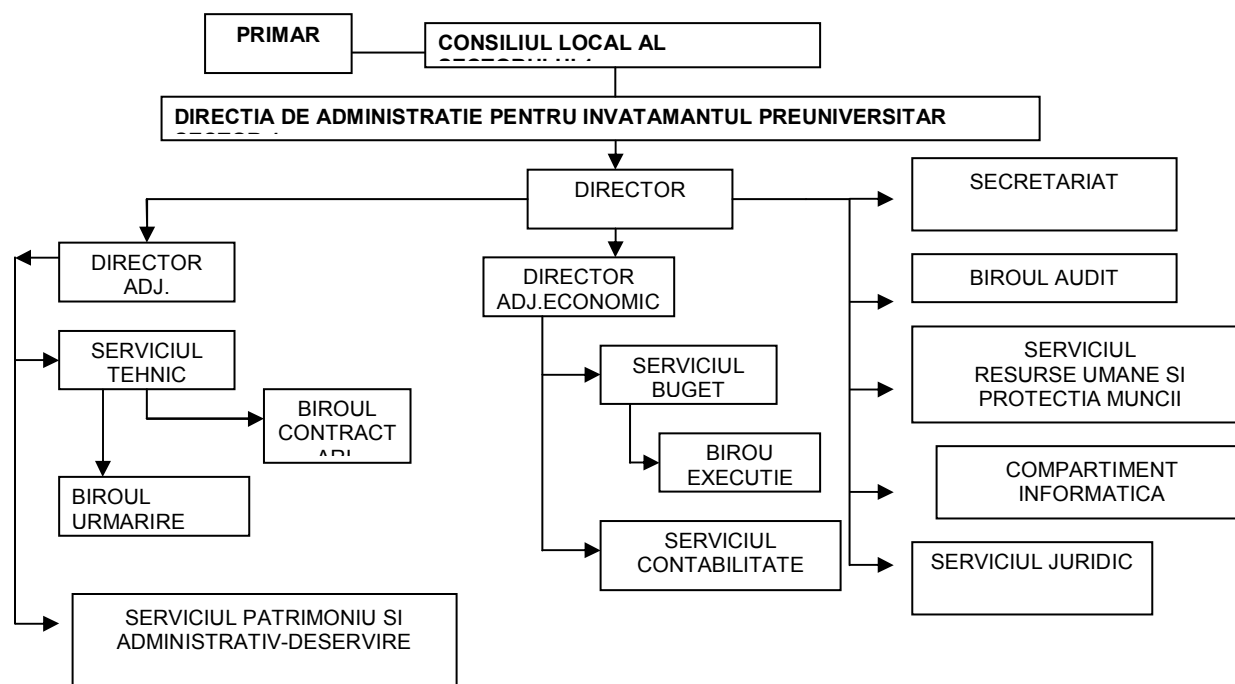 PRIMAR
CONSILIUL LOCAL AL
DIRECTIA DE ADMINISTRATIE PENTRU INVATAMANTUL PREUNIVERSITAR
DIRECTOR
SECRETARIAT
DIRECTOR
ADJ.
DIRECTOR
ADJ.ECONOMIC
BIROUL AUDIT
SERVICIUL
TEHNIC
SERVICIUL
BUGET
SERVICIUL
RESURSE UMANE SI
PROTECTIA MUNCII
BIROUL
CONTRACT
BIROU
EXECUTIE
COMPARTIMENT
INFORMATICA
BIROUL
URMARIRE
SERVICIUL
CONTABILITATE
SERVICIUL JURIDIC
SERVICIUL PATRIMONIU SI
ADMINISTRATIV-DESERVIRE